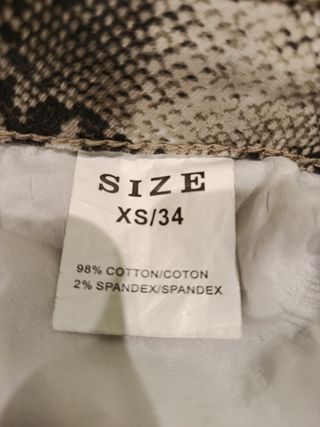 SIZE
XS/34
98% COTTON/COTON
2% SPANDEX/SPANDEX